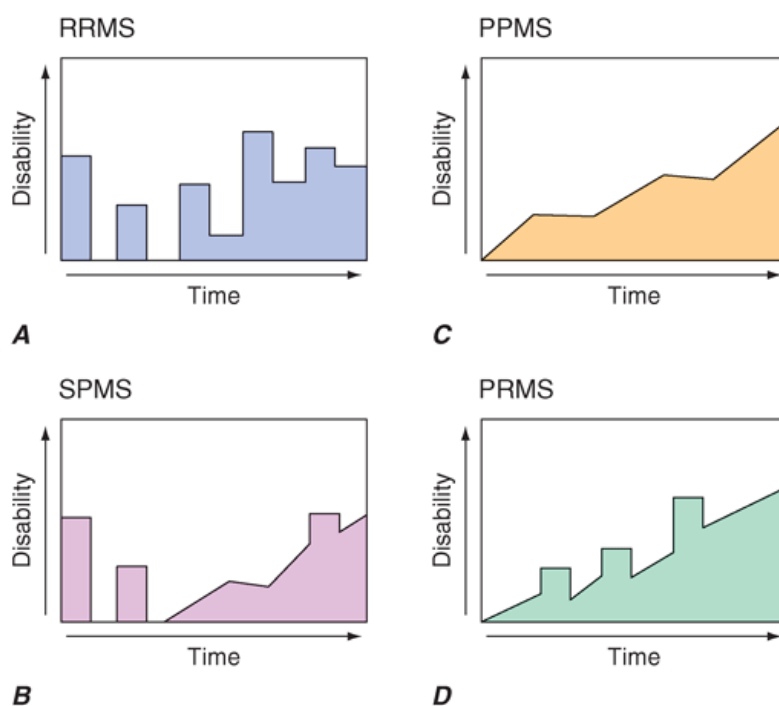 RRMS
Disability
Time
A
PPMS
Disability
Time
C
SPMS
Disability
Time
B
PRMS
Disability
Time
D